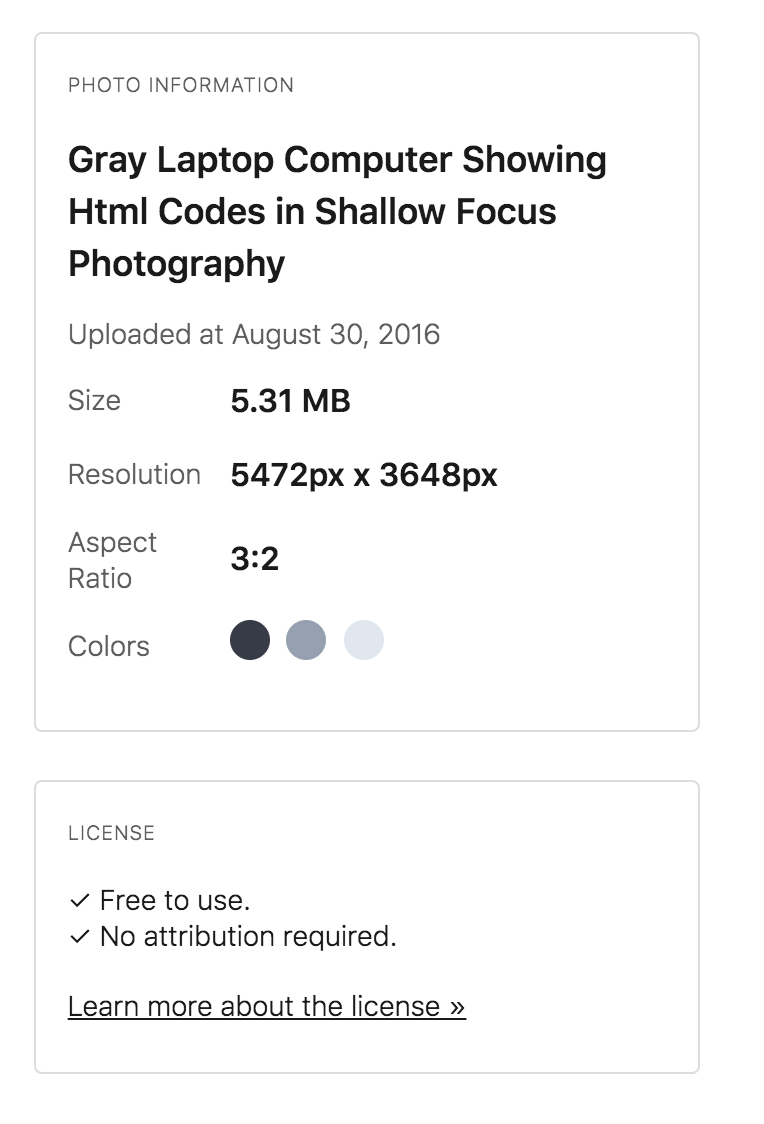 PHOTO INFORMATION
Gray Laptop Computer Showing
Html Codes in Shallow Focus
Photography
Uploaded at August 30, 2016
Size 5.31 MB
Resolution 5472px x 3648px
Aspect
Ratio 3:2
Colors
LICENSE
✓ Free to use.
✓ No attribution required.
Learn more about the license »